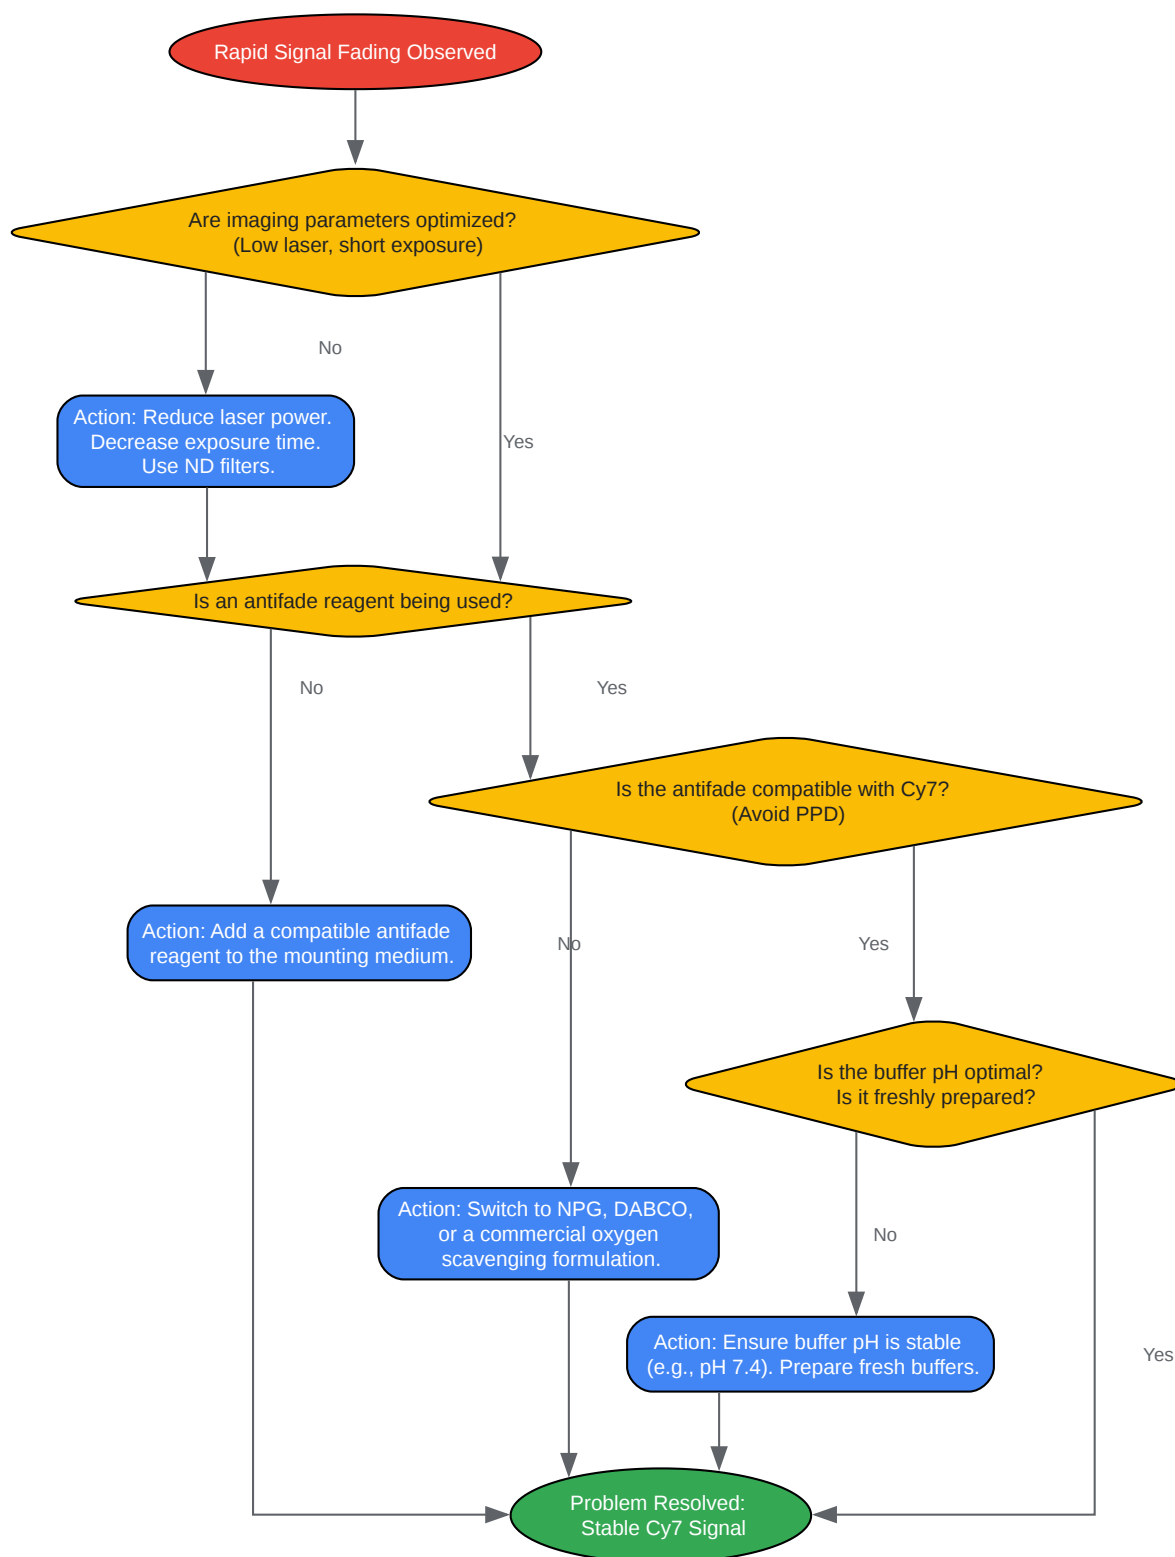 Rapid Signal Fading Observed
Are imaging parameters optimized?
(Low laser, short exposure)
No
Action: Reduce laser power.
Decrease exposure time.
Use ND filters.
Yes
Is an antifade reagent being used?
No
Yes
Is the antifade compatible with Cy7?
(Avoid PPD)
Action: Add a compatible antifade
reagent to the mounting medium.
No
Yes
Is the buffer pH optimal?
Is it freshly prepared?
Action: Switch to NPG, DABCO,
or a commercial oxygen
scavenging formulation.
No
Action: Ensure buffer pH is stable
(e.g., pH 7.4). Prepare fresh buffers.
Yes
Problem Resolved:
Stable Cy7 Signal